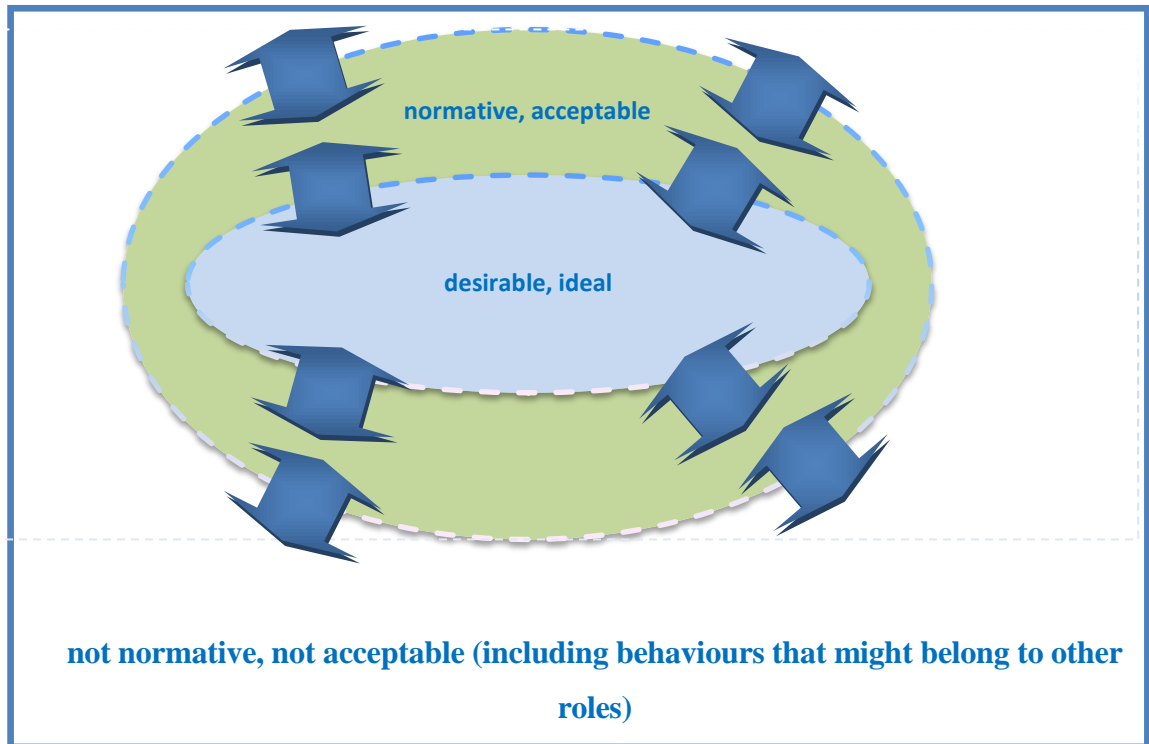 normative, acceptable
desirable, ideal
not normative, not acceptable (including behaviours that might belong to other
roles)